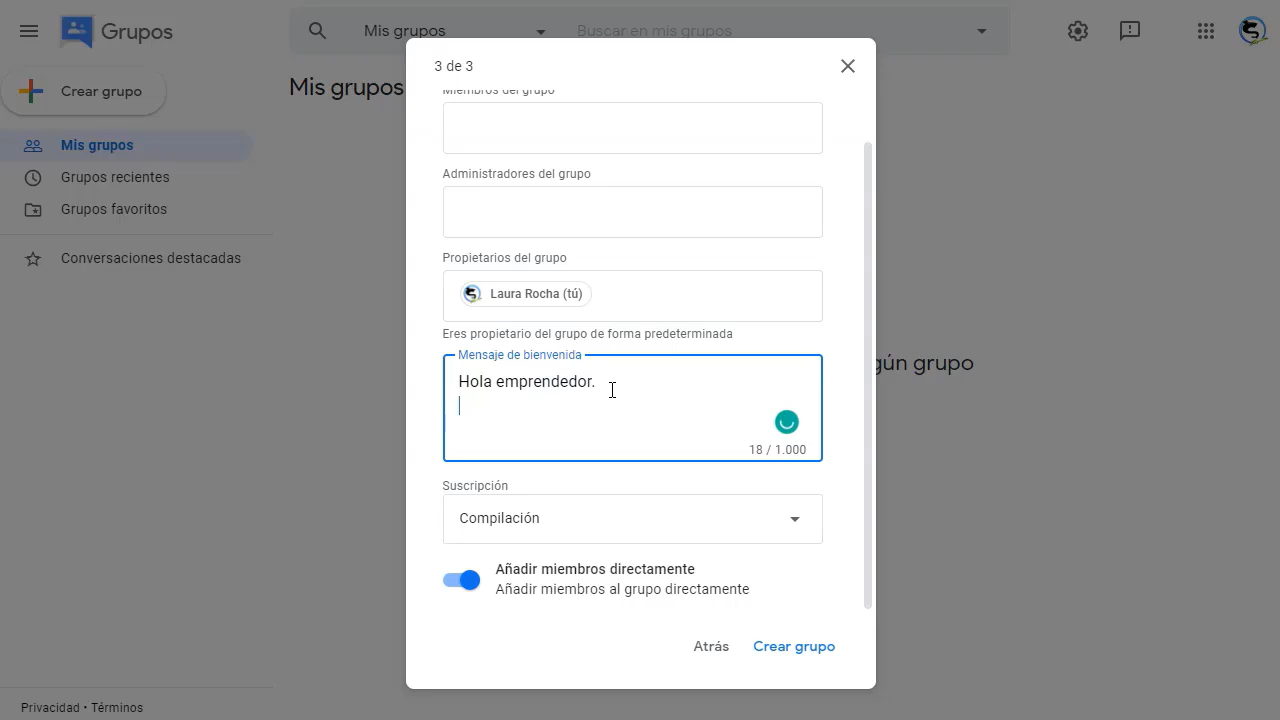 Grupos
Mis grupos
Buscar en mis grupos
Crear grupo
Mis grupos
Grupos recientes
Grupos favoritos
Conversaciones destacadas
Privacidad • Términos
Mis grupos
gún grupo
3 de 3
Miembros del grupo
Administradores del grupo
Propietarios del grupo
Laura Rocha (tú)
Eres propietario del grupo de forma predeterminada
Mensaje de bienvenida
Hola emprendedor.
18 / 1.000
Suscripción
Compilación
Añadir miembros directamente
Añadir miembros al grupo directamente
Atrás
Crear grupo